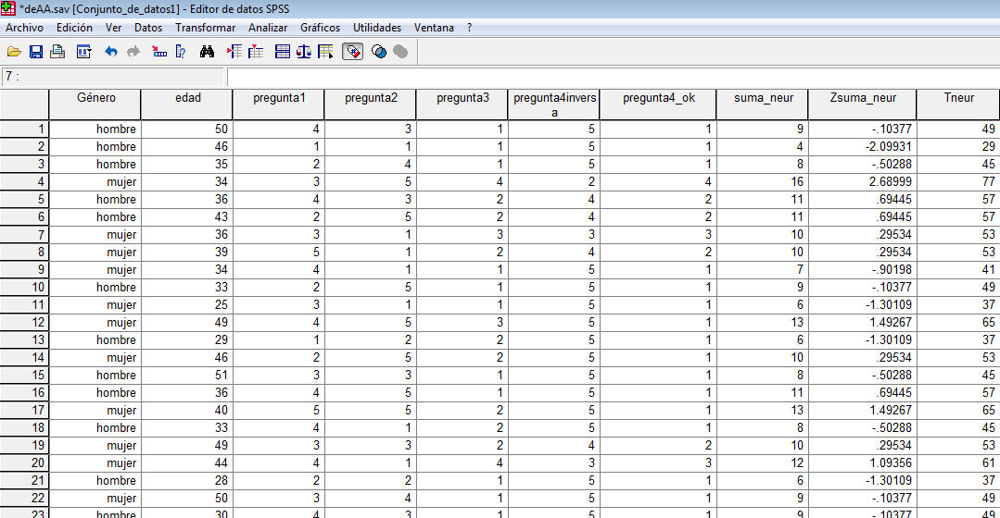 *deAA.sav [Conjunto_de_datos1] - Editor de datos SPSS
Archivo Edición Ver Datos Transformar Analizar Gráficos Utilidades Ventana ?
7 :
Género edad pregunta1 pregunta2 pregunta3 pregunta4invers a pregunta4_ok suma_neur Zsuma_neur Tneur
1 hombre 50 4 3 1 5 1 9 -.10377 49
2 hombre 46 1 1 1 5 1 4 -2.09931 29
3 hombre 35 2 4 1 5 1 8 -.50288 45
4 mujer 34 3 5 4 2 4 16 2.68999 77
5 hombre 36 4 3 2 4 2 11 .69445 57
6 hombre 43 2 5 2 4 2 11 .69445 57
7 mujer 36 3 1 3 3 3 10 .29534 53
8 mujer 39 5 1 2 4 2 10 .29534 53
9 mujer 34 4 1 1 5 1 7 -.90198 41
10 hombre 33 2 5 1 5 1 9 -.10377 49
11 mujer 25 3 1 1 5 1 6 -1.30109 37
12 mujer 49 4 5 3 5 1 13 1.49267 65
13 hombre 29 1 2 2 5 1 6 -1.30109 37
14 mujer 46 2 5 2 5 1 10 .29534 53
15 hombre 51 3 3 1 5 1 8 -.50288 45
16 hombre 36 4 5 1 5 1 11 .69445 57
17 mujer 40 5 5 2 5 1 13 1.49267 65
18 hombre 33 4 1 2 5 1 8 -.50288 45
19 mujer 49 3 3 2 4 2 10 .29534 53
20 mujer 44 4 1 4 3 3 12 1.09356 61
21 hombre 28 2 2 1 5 1 6 -1.30109 37
22 mujer 50 3 4 1 5 1 9 -.10377 49
23 hombre 30 4 3 1 5 1 9 -.10377 49